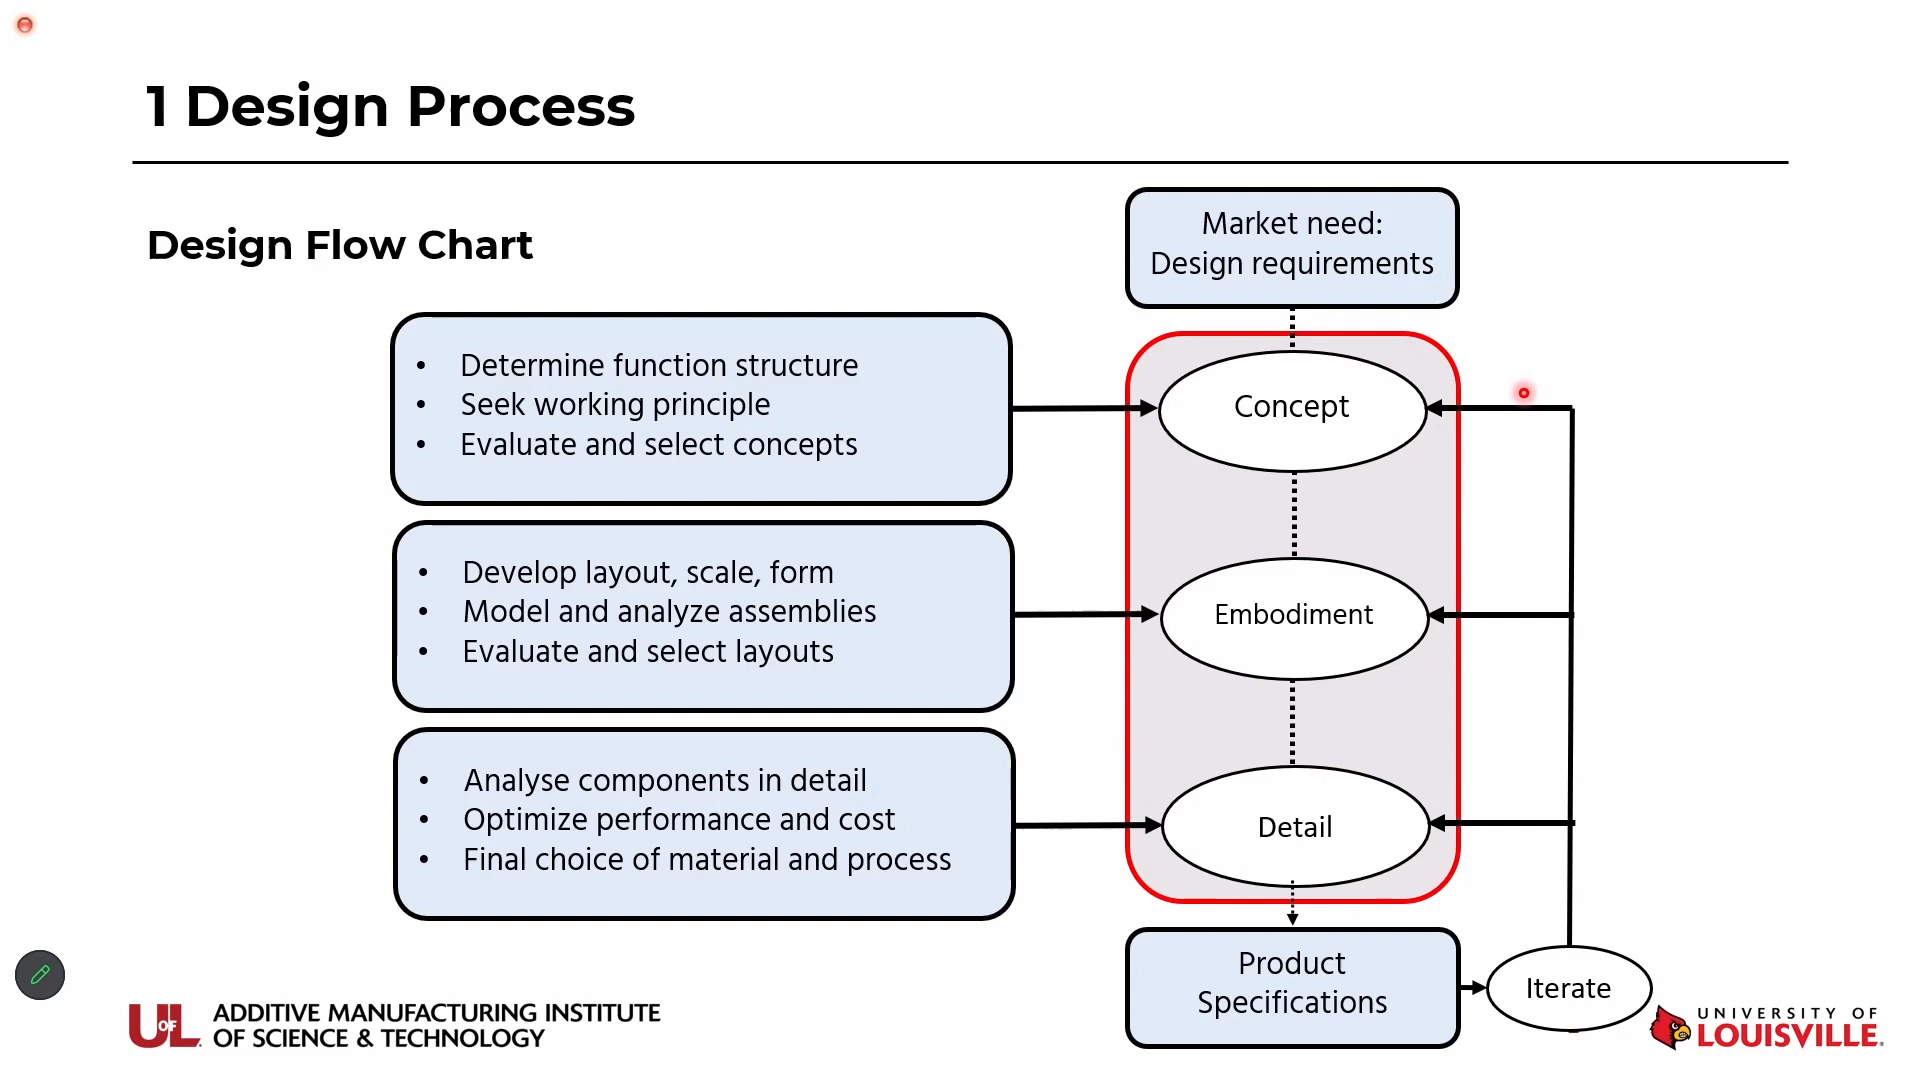 1 Design Process
Design Flow Chart
Market need:
Design requirements
• Determine function structure
• Seek working principle
• Evaluate and select concepts
Concept
• Develop layout, scale, form
• Model and analyze assemblies
• Evaluate and select layouts
Embodiment
• Analyse components in detail
• Optimize performance and cost
• Final choice of material and process
Detail
Product
Specifications
Iterate
UofL
ADDITIVE MANUFACTURING INSTITUTE
OF SCIENCE & TECHNOLOGY
UNIVERSITY OF
LOUISVILLE.